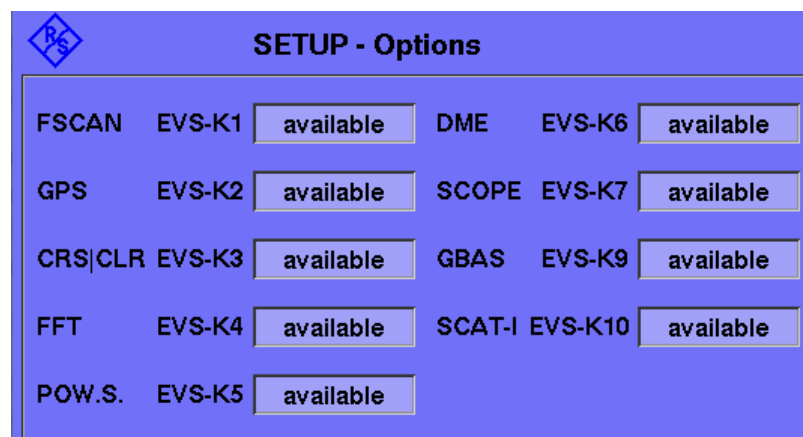 R&S
SETUP - Options
FSCAN EVS-K1 available DME EVS-K6 available
GPS EVS-K2 available SCOPE EVS-K7 available
CRS|CLR EVS-K3 available GBAS EVS-K9 available
FFT EVS-K4 available SCAT-I EVS-K10 available
POW.S. EVS-K5 available